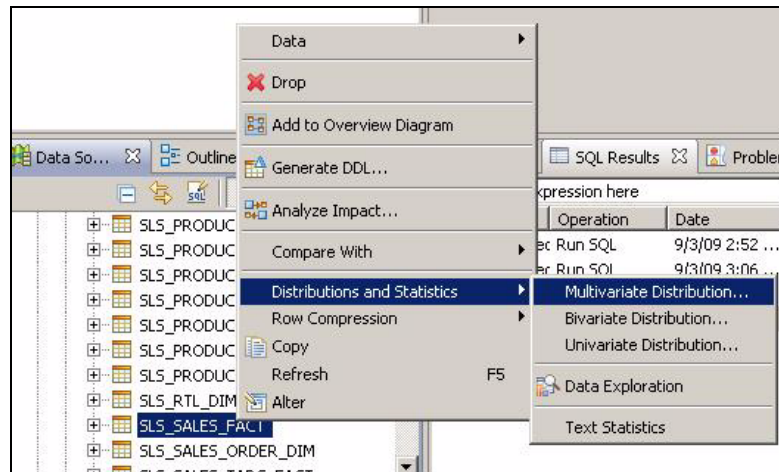 Data
Drop
Add to Overview Diagram
Generate DDL...
Analyze Impact...
Compare With
Distributions and Statistics
Row Compression
Copy
Refresh F5
Alter
Multivariate Distribution...
Bivariate Distribution...
Univariate Distribution...
Data Exploration
Text Statistics
Data So... Outline
SQL Results Proble
xpression here
Operation Date
Run SQL 9/3/09 2:52 ...
Run SQL 9/3/09 3:06 ...
SLS_PRODUC
SLS_PRODUC
SLS_PRODUC
SLS_PRODUC
SLS_PRODUC
SLS_PRODUC
SLS_PRODUC
SLS_RTL_DIM
SLS_SALES_FACT
SLS_SALES_ORDER_DIM
SLS_SALES_TARG_FACT